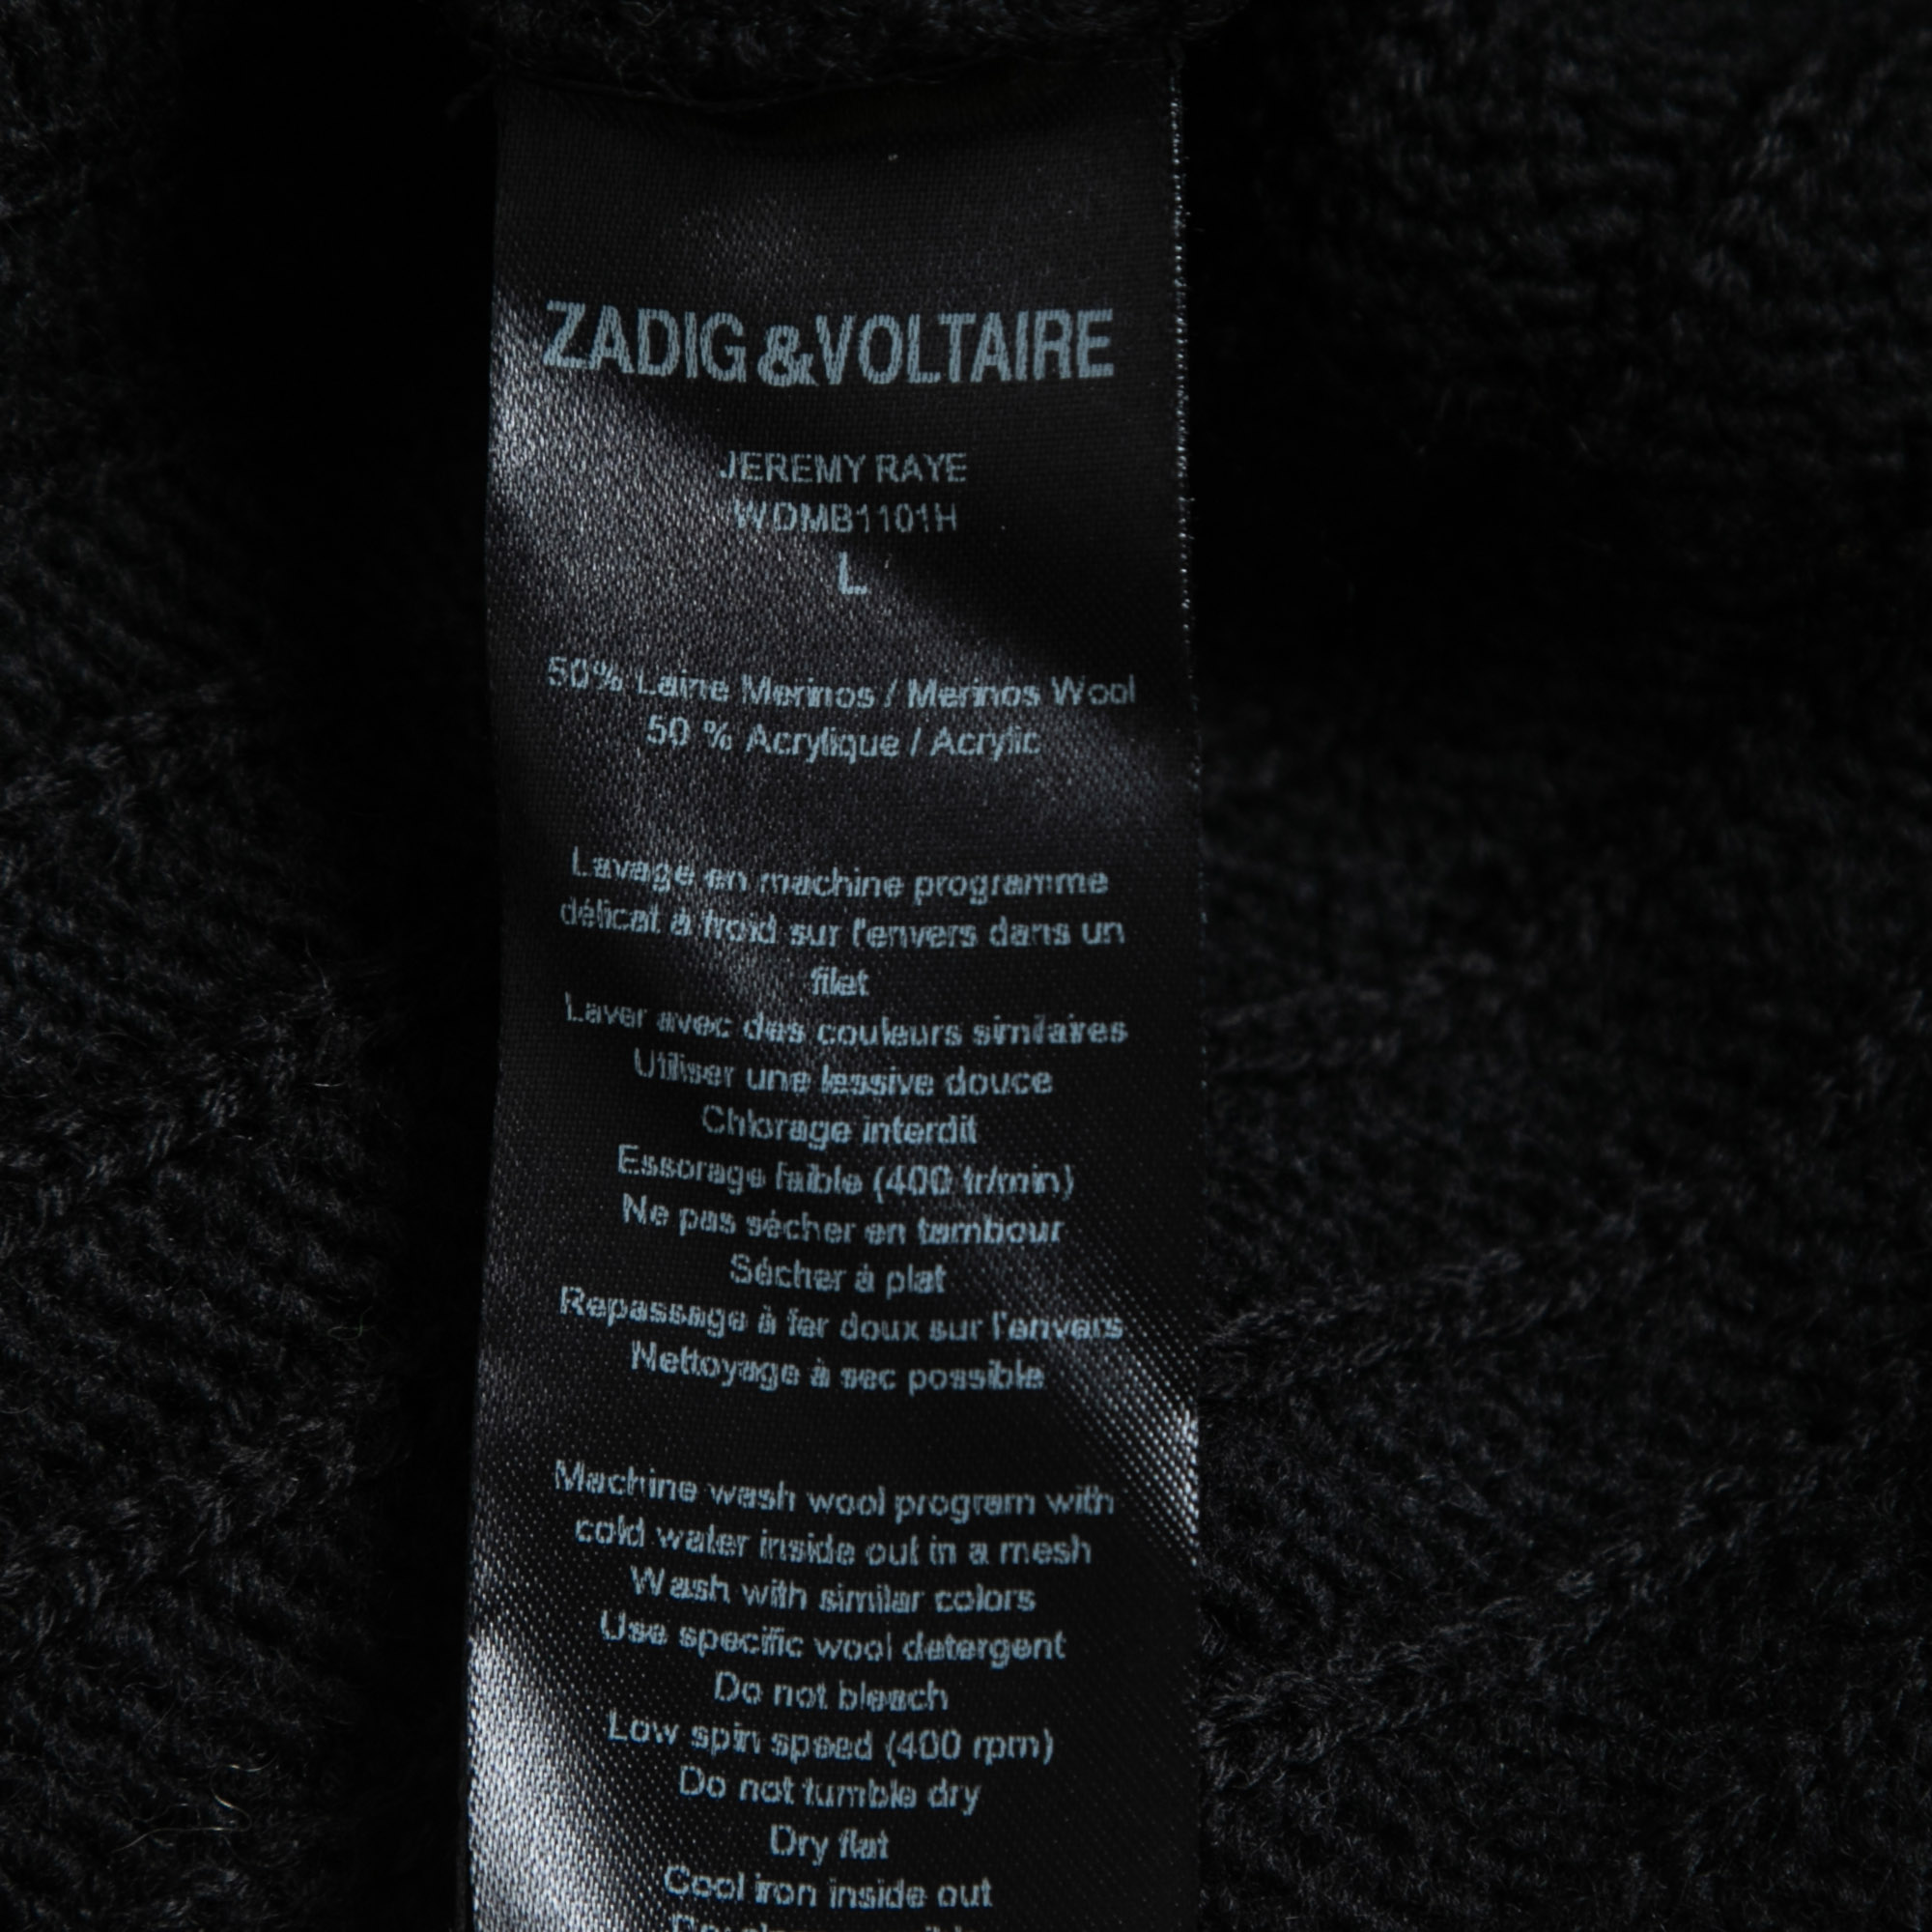 ZADIG&VOLTAIRE
JEREMY RAYE
WDMB1101H
L
50% Laine Merinos / Merinos Wool
50 % Acrylique / Acrylic
Lavage en machine programme
délicat à froid sur l'envers dans un
filet
Laver avec des couleurs similaires
Utiliser une lessive douce
Chlorage interdit
Essorage faible (400 tr/min)
Ne pas sécher en tambour
Sécher à plat
Repassage à fer doux sur l'envers
Nettoyage à sec possible
Machine wash wool program with
cold water inside out in a mesh
Wash with similar colors
Use specific wool detergent
Do not bleach
Low spin speed (400 rpm)
Do not tumble dry
Dry flat
Cool iron inside out